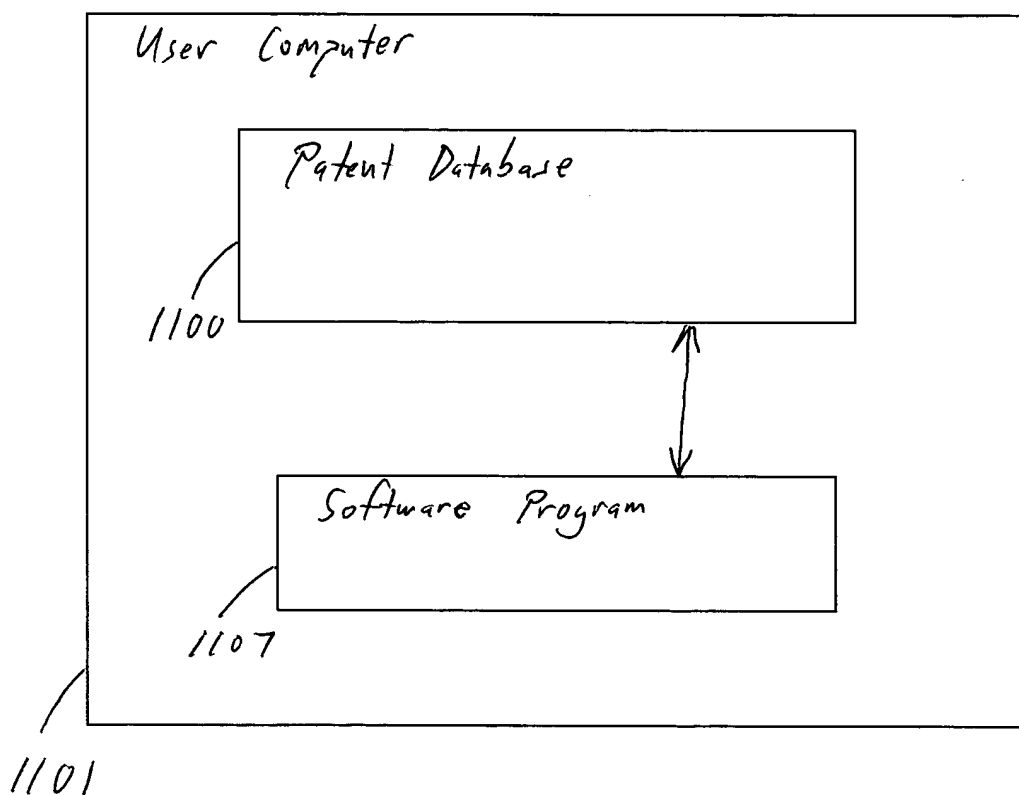 User Computer
Patent Database
1100
Software Program
1107
1101